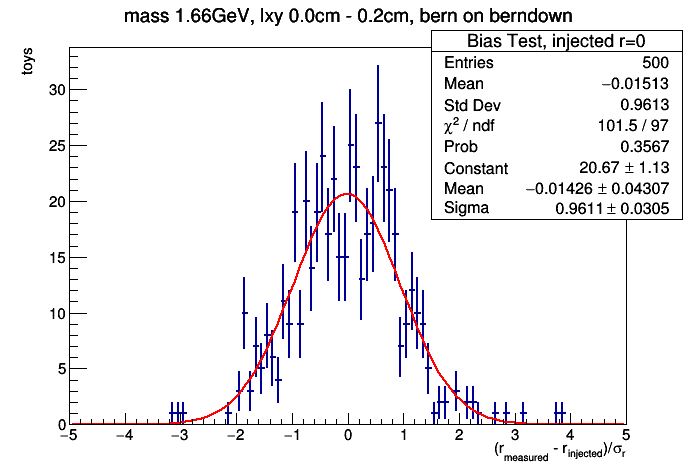 mass 1.66GeV, lxy 0.0cm - 0.2cm, bern on berndown
Bias Test, injected r=0
Entries 500
Mean −0.01513
Std Dev 0.9613
χ² / ndf 101.5 / 97
Prob 0.3567
Constant 20.67 ± 1.13
Mean −0.01426 ± 0.04307
Sigma 0.9611 ± 0.0305
toys
30
25
20
15
10
5
0
−5 −4 −3 −2 −1 0 1 2 3 4 5
(r_measured - r_injected)/σ_r